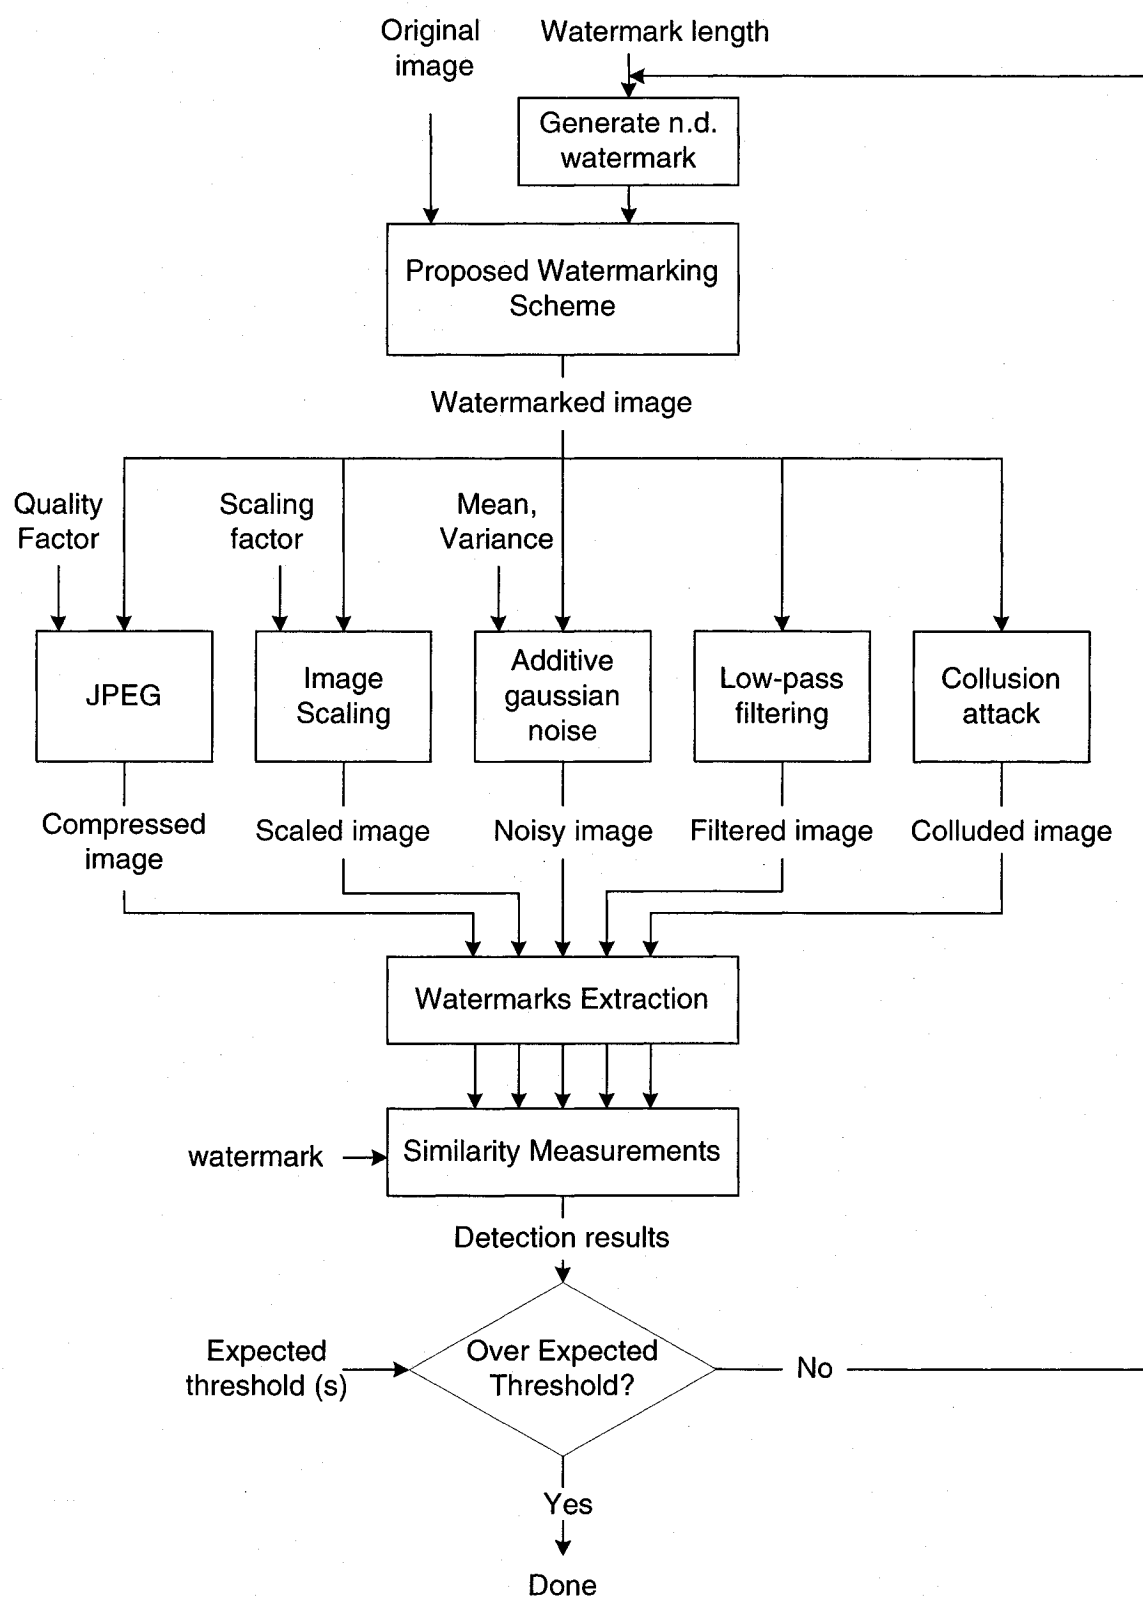 Original
image
Watermark length
Generate n.d.
watermark
Proposed Watermarking
Scheme
Watermarked image
Quality
Factor
Scaling
factor
Mean,
Variance
JPEG
Image
Scaling
Additive
gaussian
noise
Low-pass
filtering
Collusion
attack
Compressed
image
Scaled image
Noisy image
Filtered image
Colluded image
Watermarks Extraction
watermark
Similarity Measurements
Detection results
Expected
threshold (s)
Over Expected
Threshold?
No
Yes
Done